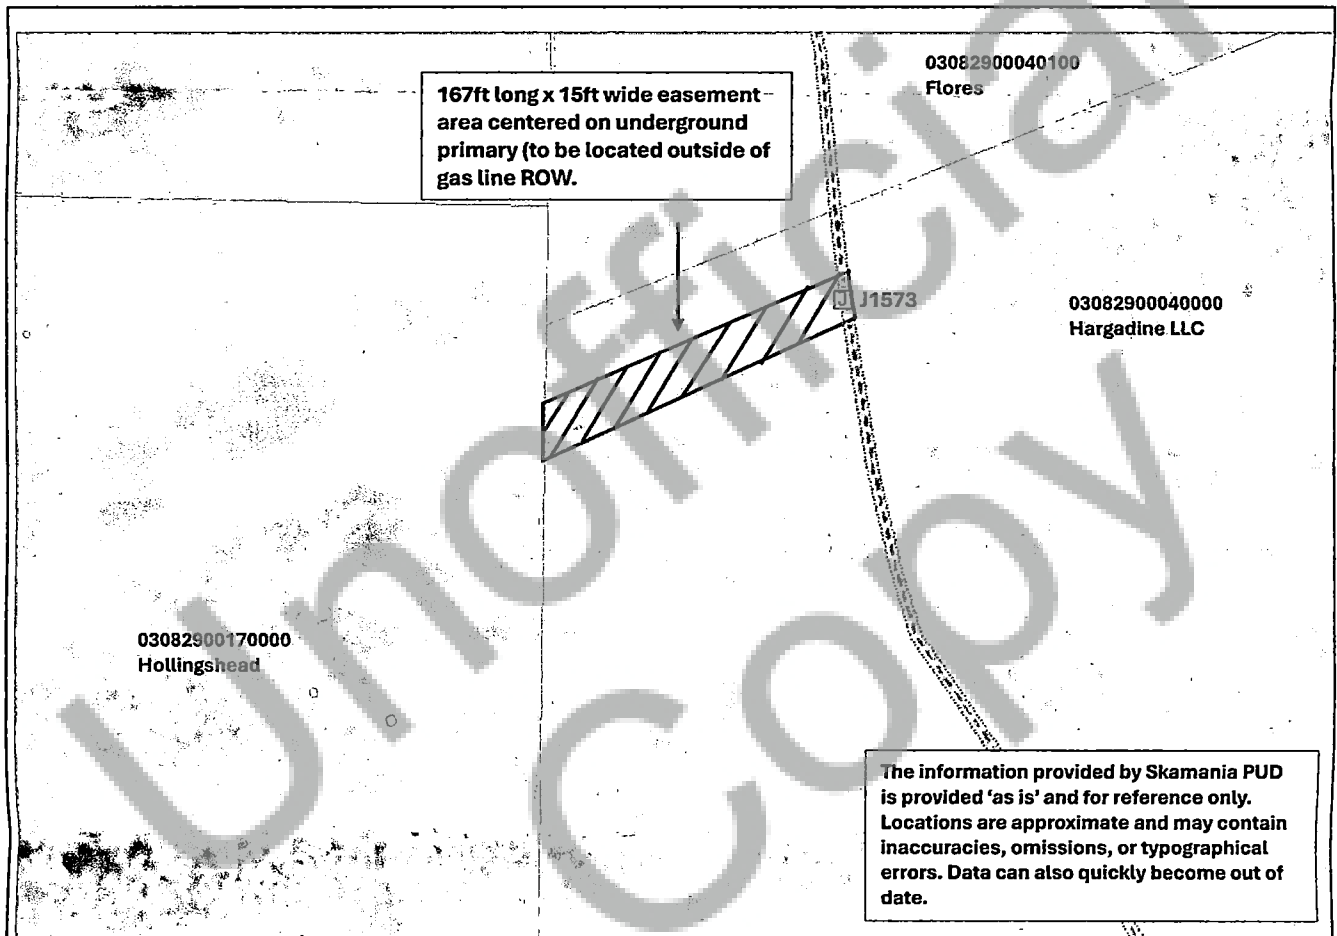 03082900040100
Flores
167ft long x 15ft wide easement
area centered on underground
primary (to be located outside of
gas line ROW.
J J1573
03082900040000
Hargadine LLC
03082900170000
Hollingshead
The information provided by Skamania PUD
is provided ‘as is’ and for reference only.
Locations are approximate and may contain
inaccuracies, omissions, or typographical
errors. Data can also quickly become out of
date.
Unofficial
Copy